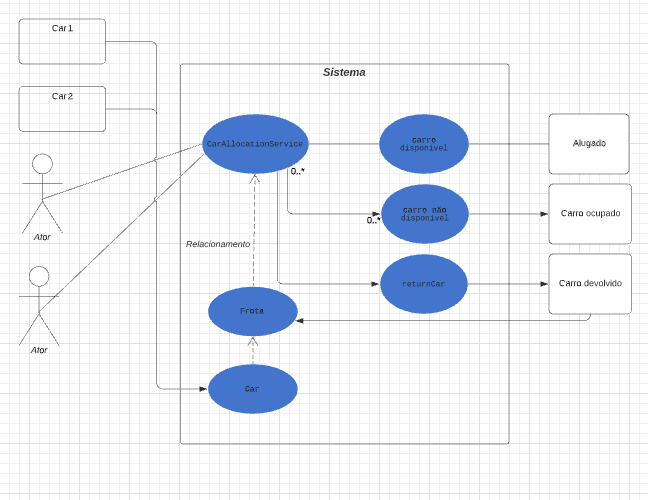 Car1
Car2
Sistema
CarAllocationService
carro
disponivel
Alugado
0..*
carro não
disponivel
0..*
Carro ocupado
Ator
Relacionamento
returnCar
Carro devolvido
Frota
Ator
Car